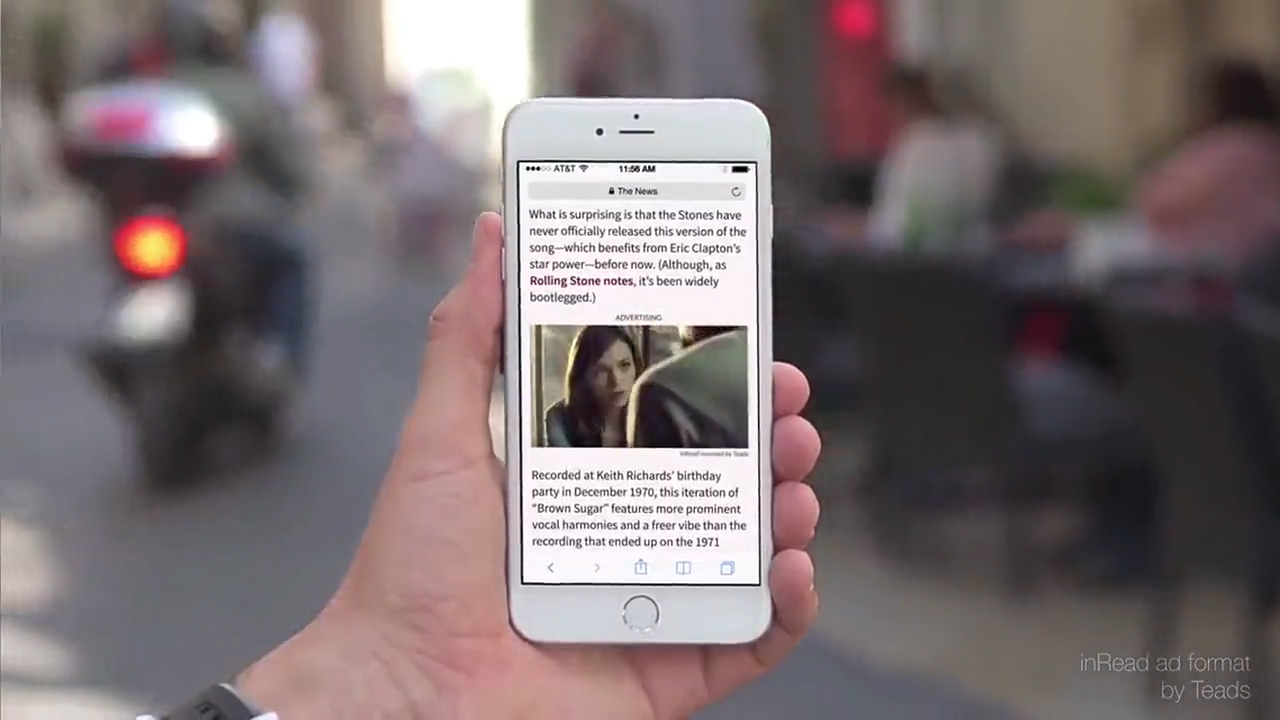 AT&T
11:56 AM
The News
What is surprising is that the Stones have
never officially released this version of the
song—which benefits from Eric Clapton's
star power—before now. (Although, as
Rolling Stone notes, it's been widely
bootlegged.)
ADVERTISING
inRead invented by Teads
Recorded at Keith Richards' birthday
party in December 1970, this iteration of
“Brown Sugar” features more prominent
vocal harmonies and a freer vibe than the
recording that ended up on the 1971
inRead ad format
by Teads